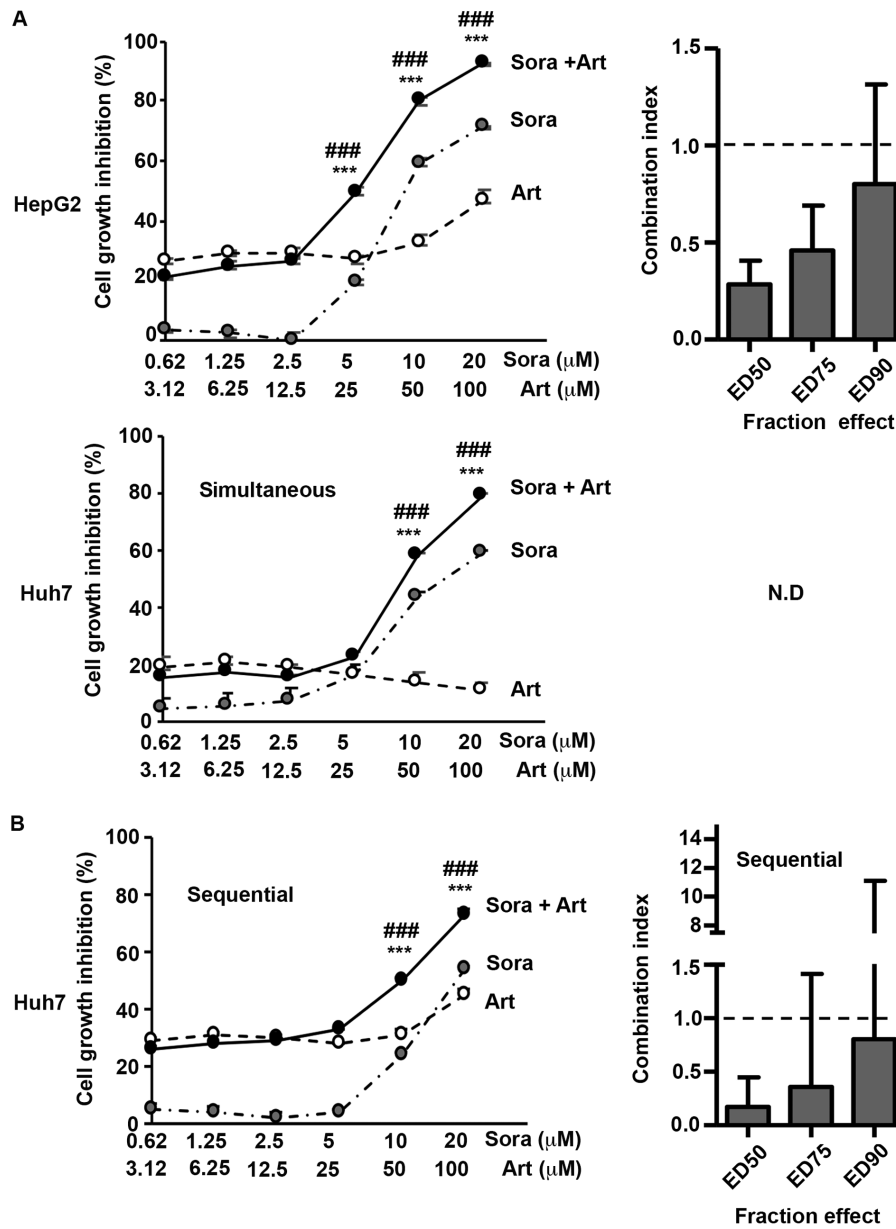 A
HepG2
Cell growth inhibition (%)
100
80
60
40
20
0
###
***
###
***
###
***
Sora +Art
Sora
Art
0.62 1.25 2.5 5 10 20 Sora (μM)
3.12 6.25 12.5 25 50 100 Art (μM)
Combination index
1.5
1.0
0.5
0.0
ED50 ED75 ED90
Fraction effect
Huh7
Cell growth inhibition (%)
100
80
60
40
20
0
Simultaneous
###
***
###
***
Sora + Art
Sora
Art
0.62 1.25 2.5 5 10 20 Sora (μM)
3.12 6.25 12.5 25 50 100 Art (μM)
N.D
B
Huh7
Cell growth inhibition (%)
100
80
60
40
20
0
Sequential
###
***
###
***
Sora + Art
Sora
Art
0.62 1.25 2.5 5 10 20 Sora (μM)
3.12 6.25 12.5 25 50 100 Art (μM)
Combination index
14
12
10
8
1.5
1.0
0.5
0.0
Sequential
ED50 ED75 ED90
Fraction effect